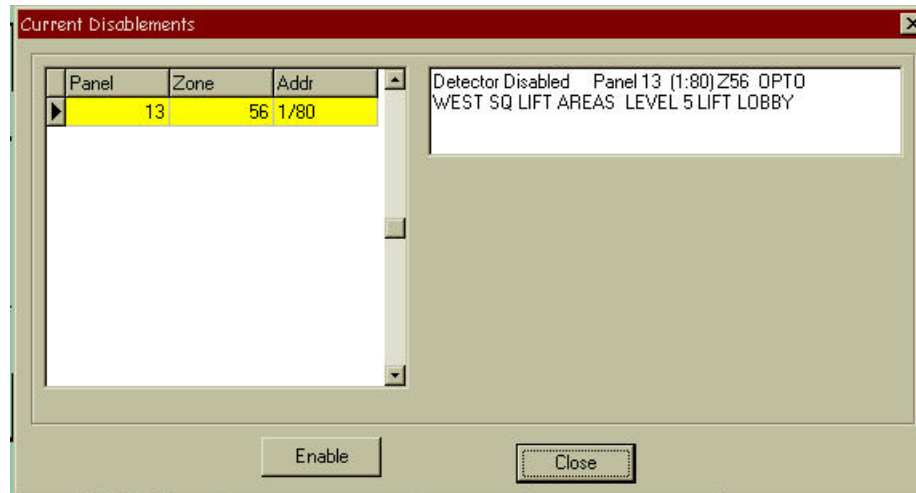 Current Disablements
Panel Zone Addr
13 56 1/80
Detector Disabled Panel 13 (1:80) Z56 OPTO
WEST SQ LIFT AREAS LEVEL 5 LIFT LOBBY
Enable
Close